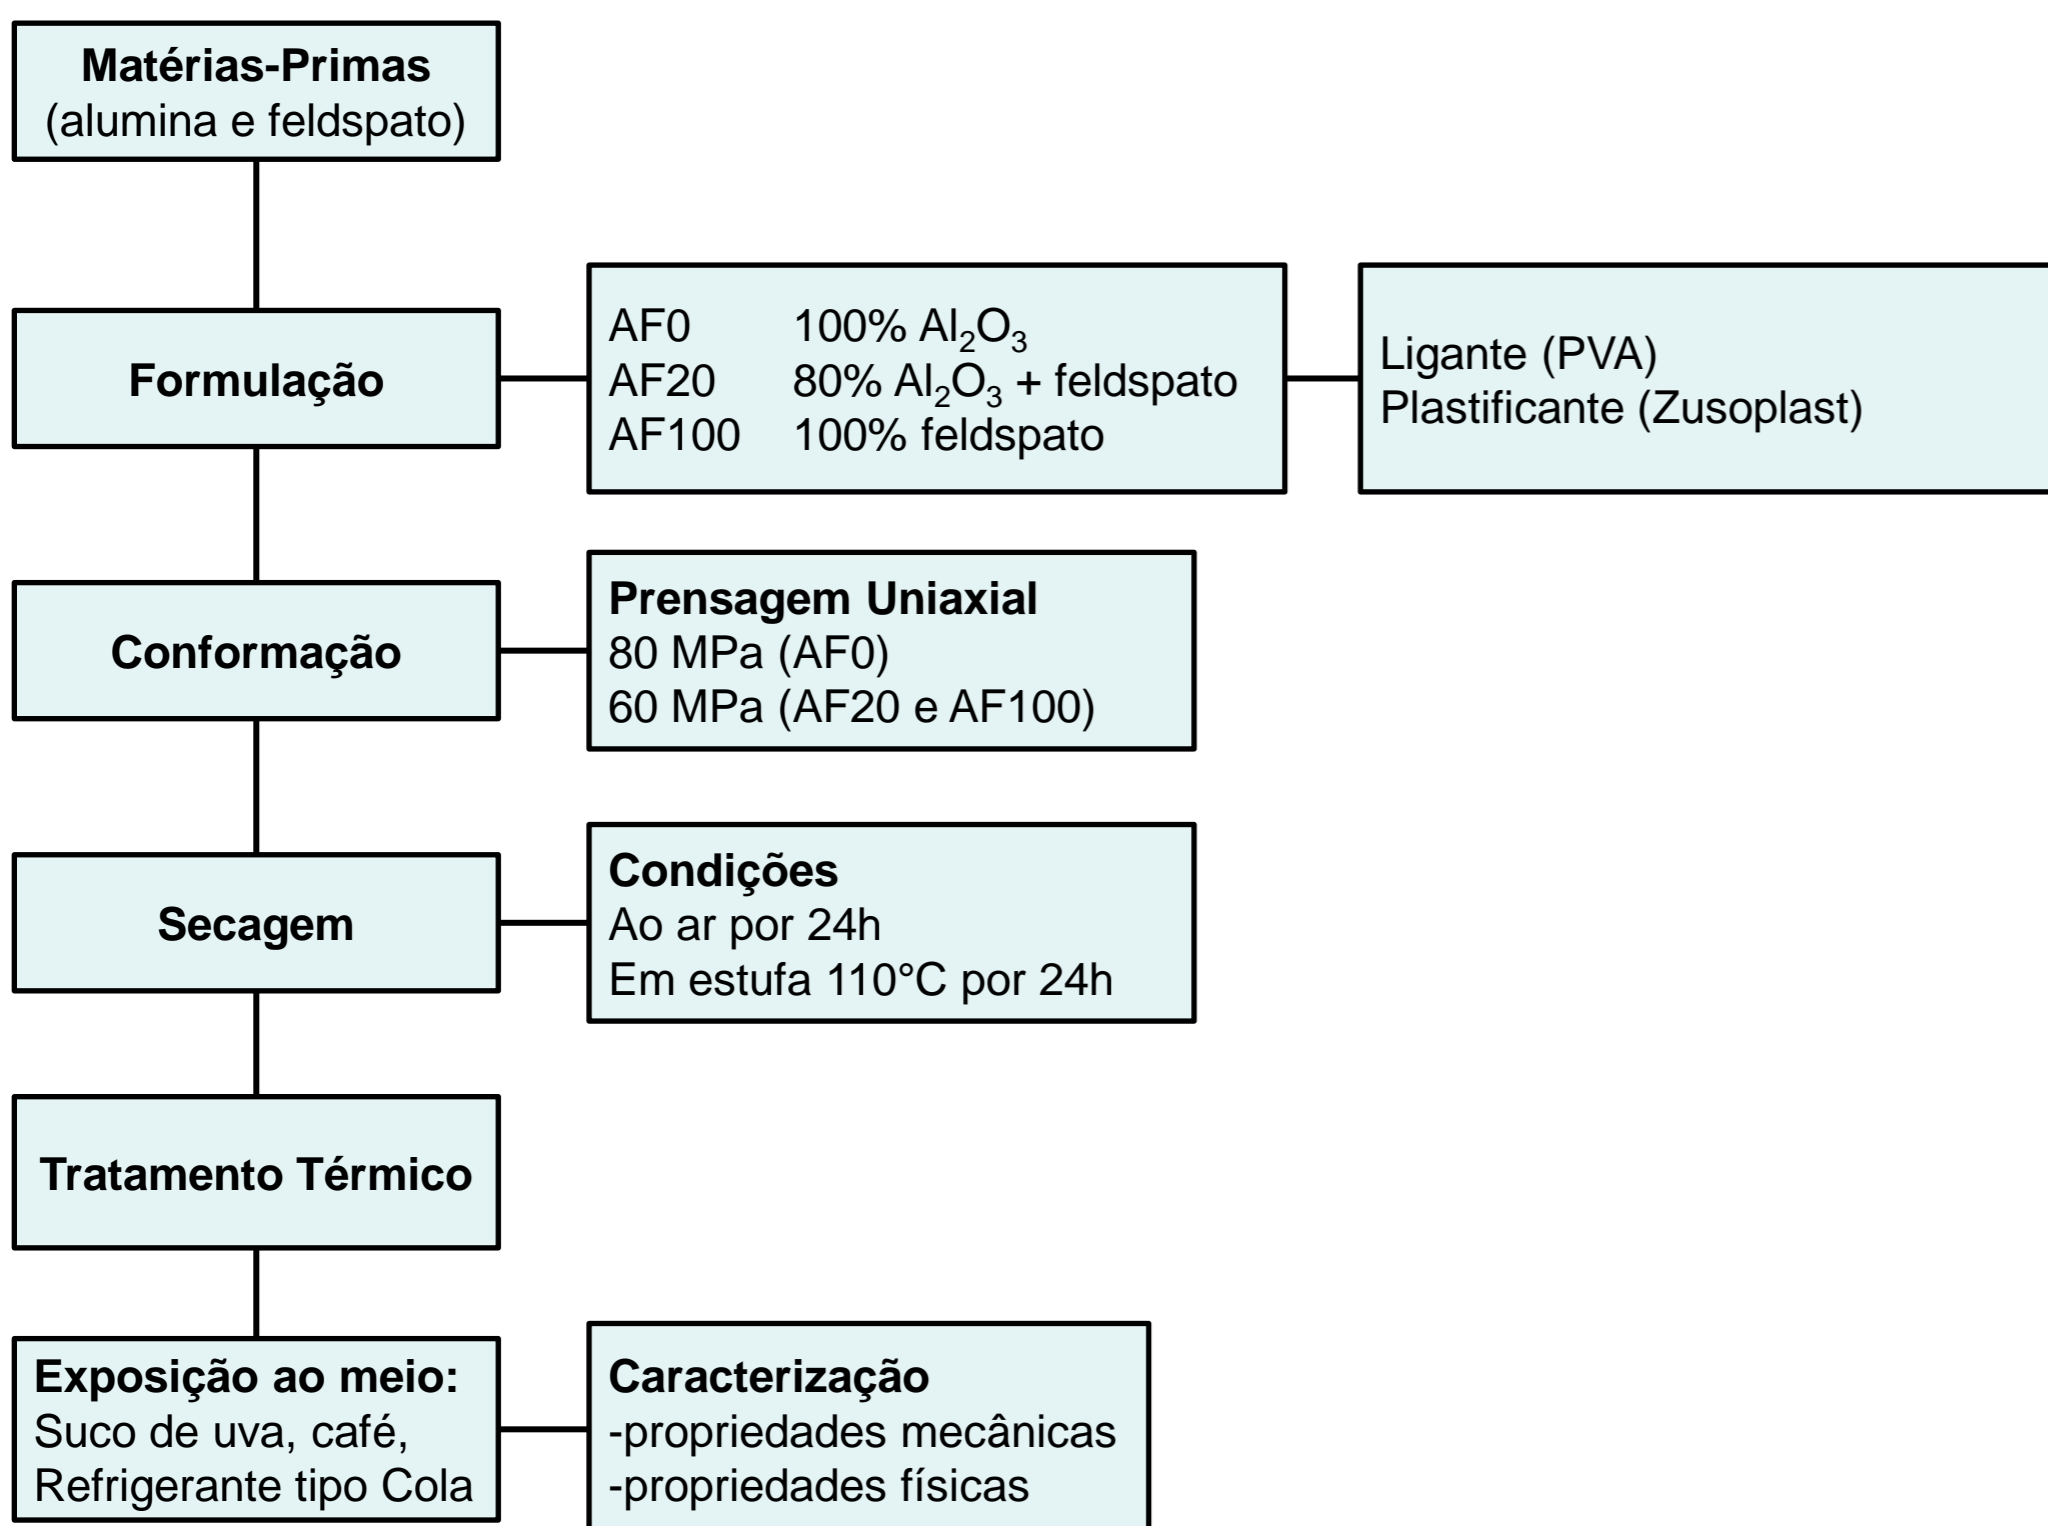 Matérias-Primas
(alumina e feldspato)
Formulação
AF0 100% Al₂O₃
AF20 80% Al₂O₃ + feldspato
AF100 100% feldspato
Ligante (PVA)
Plastificante (Zusoplast)
Conformação
Prensagem Uniaxial
80 MPa (AF0)
60 MPa (AF20 e AF100)
Secagem
Condições
Ao ar por 24h
Em estufa 110°C por 24h
Tratamento Térmico
Exposição ao meio:
Suco de uva, café,
Refrigerante tipo Cola
Caracterização
-propriedades mecânicas
-propriedades físicas